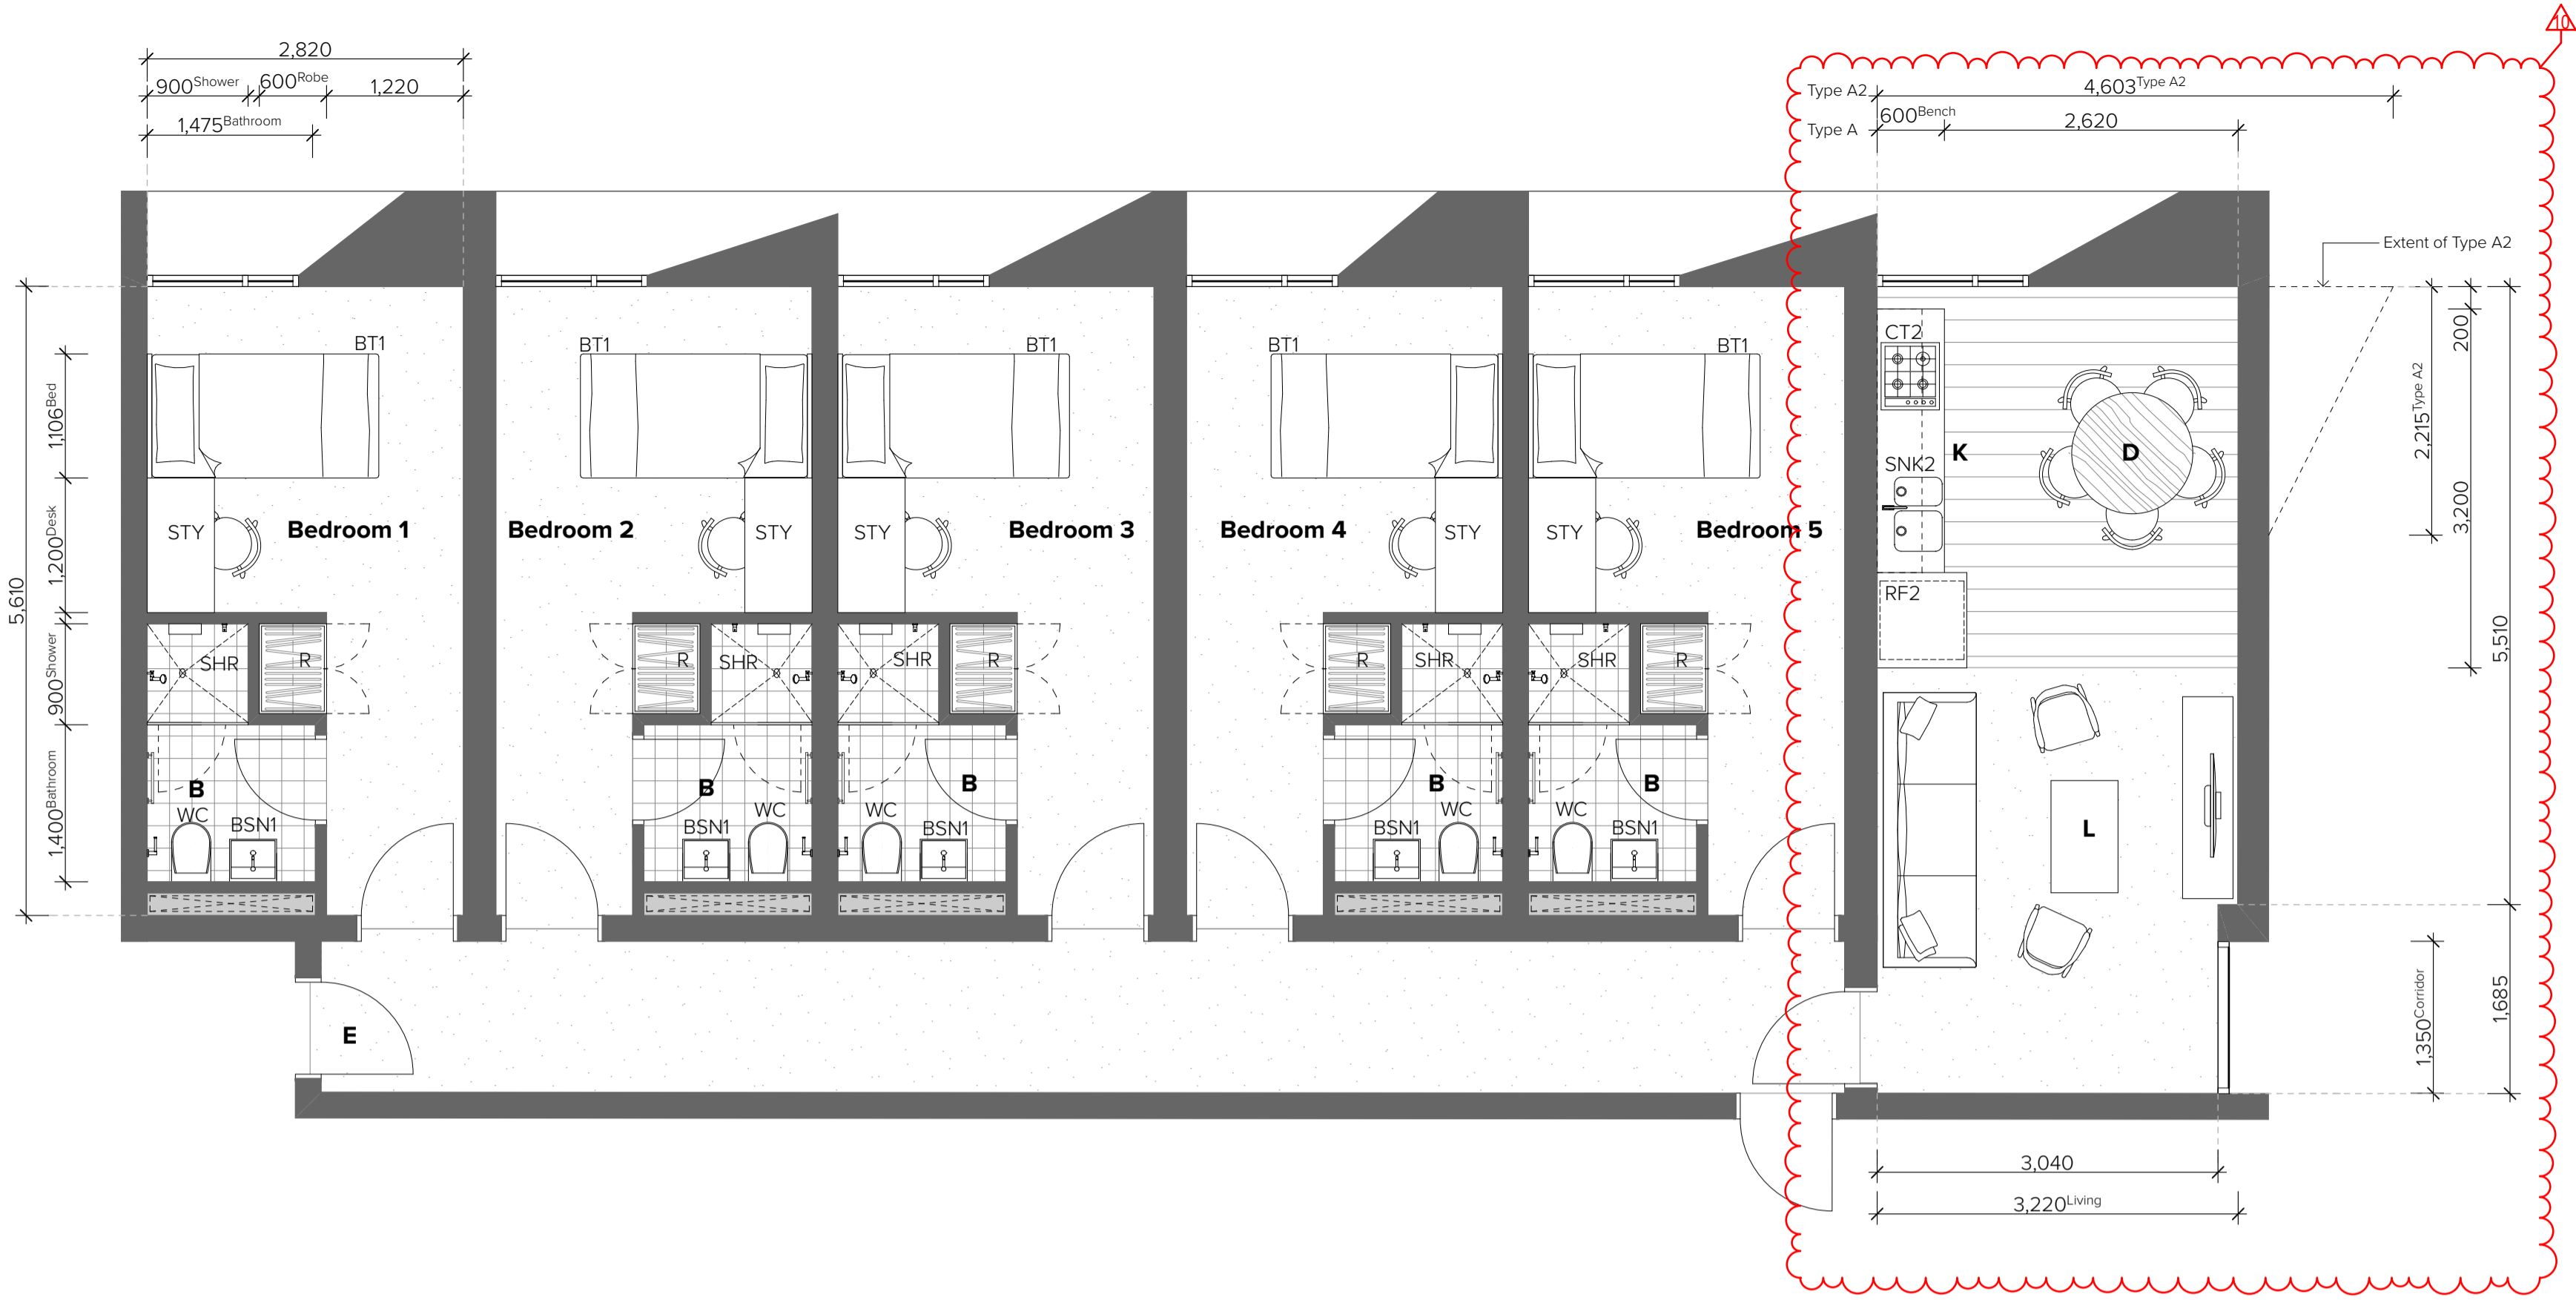 10
2,820
900Shower 600Robe 1,220
1,475Bathroom
Type A2 4,603Type A2
Type A 600Bench 2,620
Extent of Type A2
5,610
1,106Bed
1,200Desk
900Shower
1,400Bathroom
200
2,215Type A2
3,200
5,510
1,350Corridor
1,685
BT1 BT1 BT1 BT1 BT1
CT2
SNK2 K D
STY Bedroom 1 Bedroom 2 STY STY Bedroom 3 Bedroom 4 STY STY Bedroom 5
RF2
SHR R R SHR SHR R R SHR SHR R
B B B B B
WC BSN1 BSN1 WC WC BSN1 BSN1 WC WC BSN1
L
E
3,040
3,220Living